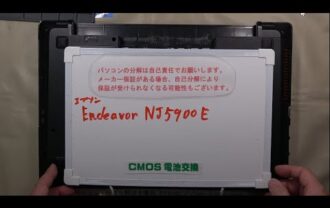 パソコンの分解は自己責任でお願いします。
メーカー保証がある場合、自己分解により
保証が受けられなくなる可能性もございます。
エプソン
Endeavor NJ5900E
CMOS 電池交換